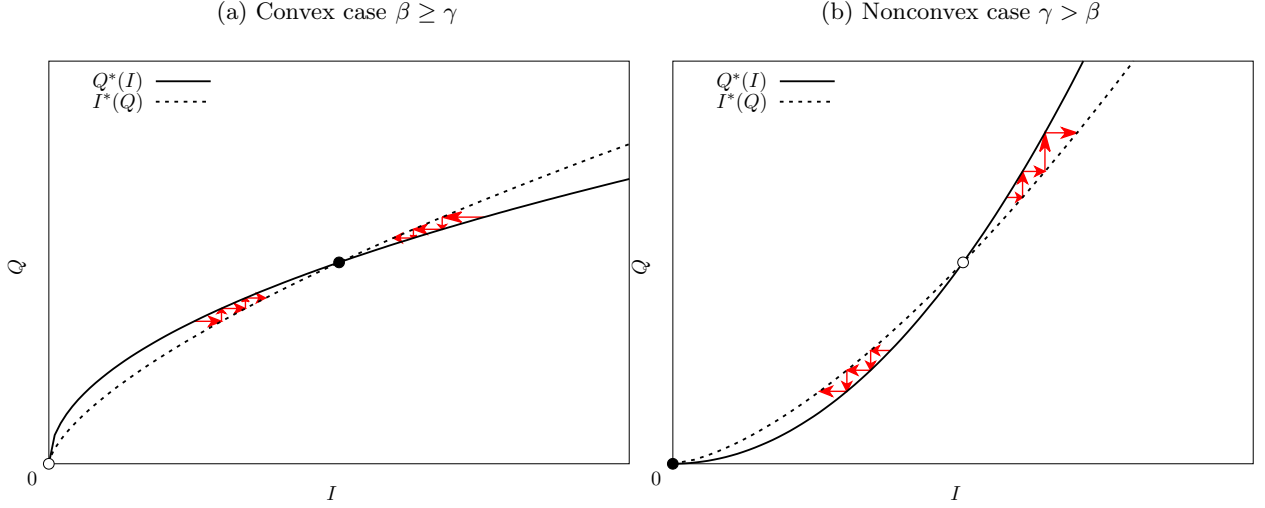 (a) Convex case β ≥ γ
Q*(I)
I*(Q)
Q
0
I
(b) Nonconvex case γ > β
Q*(I)
I*(Q)
Q
0
I